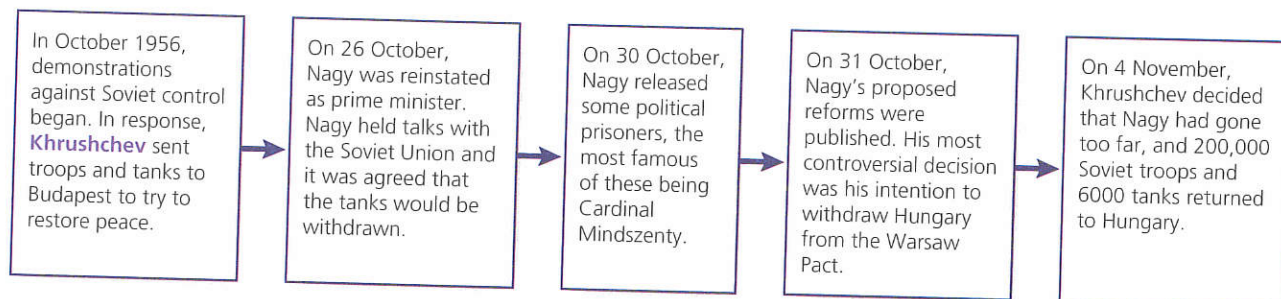 In October 1956,
demonstrations
against Soviet control
began. In response,
Khrushchev sent
troops and tanks to
Budapest to try to
restore peace.
On 26 October,
Nagy was reinstated
as prime minister.
Nagy held talks with
the Soviet Union and
it was agreed that
the tanks would be
withdrawn.
On 30 October,
Nagy released
some political
prisoners, the
most famous
of these being
Cardinal
Mindszenty.
On 31 October,
Nagy's proposed
reforms were
published. His most
controversial decision
was his intention to
withdraw Hungary
from the Warsaw
Pact.
On 4 November,
Khrushchev decided
that Nagy had gone
too far, and 200,000
Soviet troops and
6000 tanks returned
to Hungary.